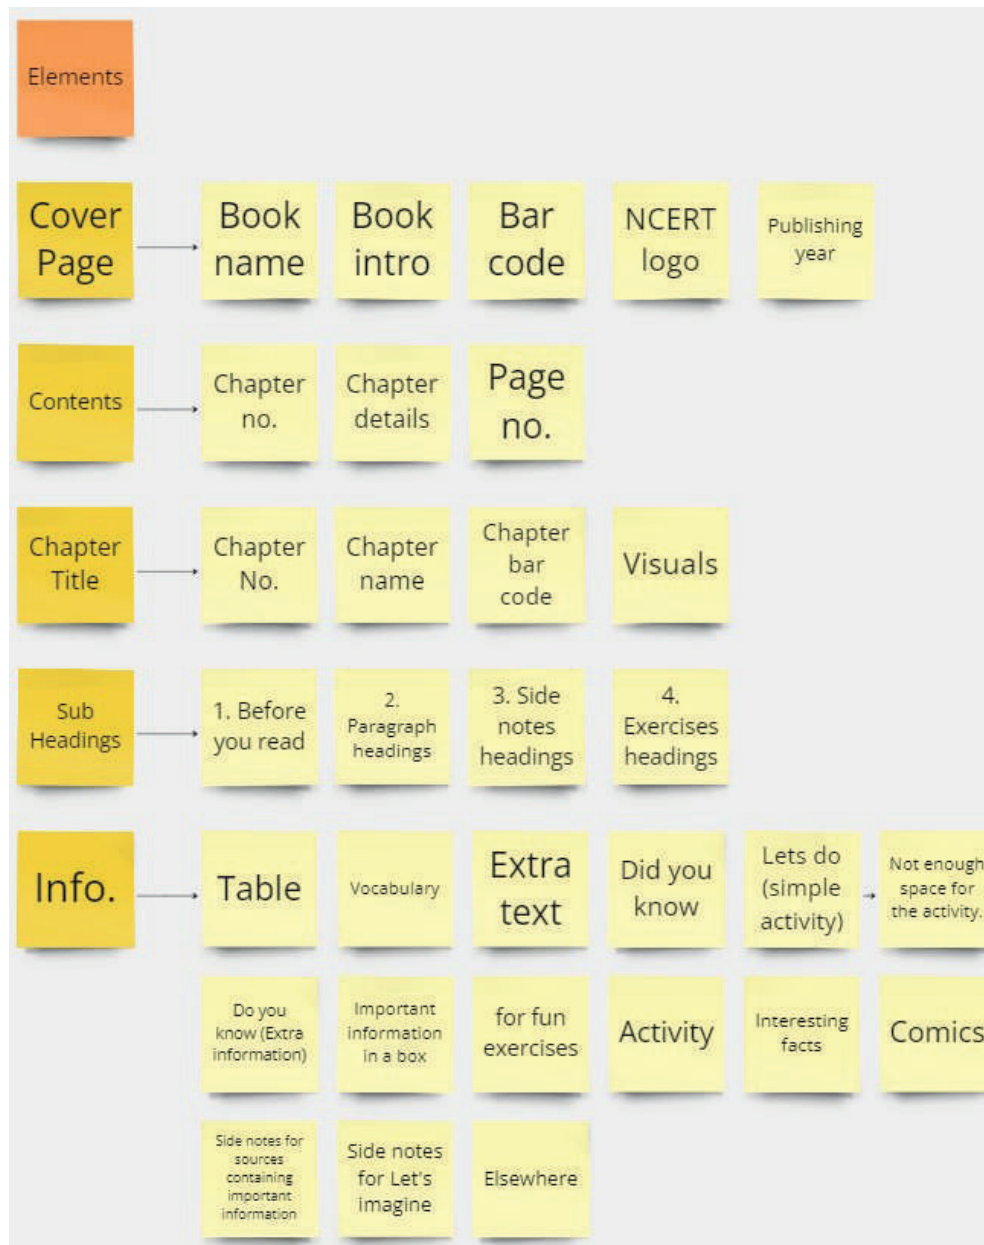 Elements
Cover
Page
Book
name
Book
intro
Bar
code
NCERT
logo
Publishing
year
Contents
Chapter
no.
Chapter
details
Page
no.
Chapter
Title
Chapter
No.
Chapter
name
Chapter
bar
code
Visuals
Sub
Headings
1. Before
you read
2.
Paragraph
headings
3. Side
notes
headings
4.
Exercises
headings
Info.
Table
Vocabulary
Extra
text
Did you
know
Lets do
(simple
activity)
Not enough
space for
the activity.
Do you
know (Extra
information)
Important
information
in a box
for fun
exercises
Activity
Interesting
facts
Comics
Side notes for
sources
containing
important
information
Side notes
for Let's
imagine
Elsewhere